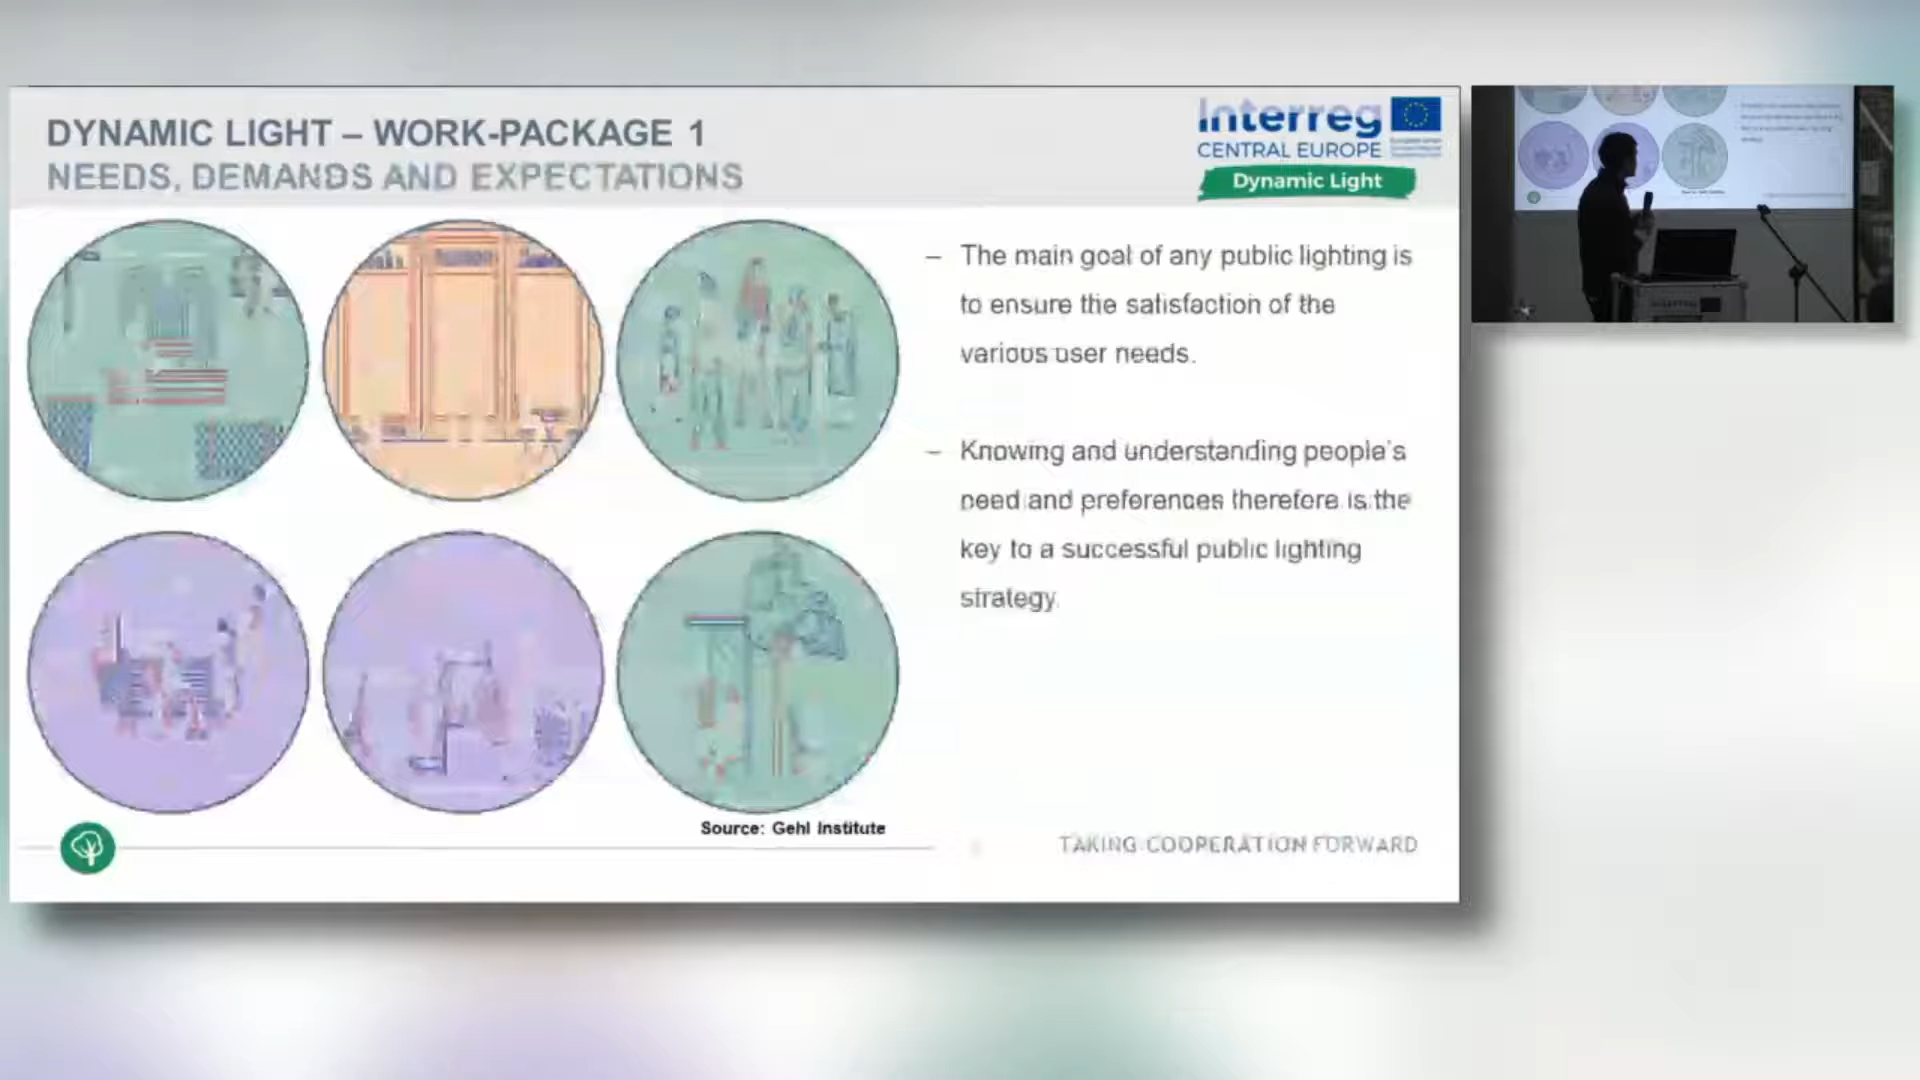 DYNAMIC LIGHT – WORK-PACKAGE 1
NEEDS, DEMANDS AND EXPECTATIONS
Interreg
CENTRAL EUROPE
Dynamic Light
– The main goal of any public lighting is
to ensure the satisfaction of the
various user needs.
– Knowing and understanding people's
need and preferences therefore is the
key to a successful public lighting
strategy.
Source: Gehl Institute
TAKING COOPERATION FORWARD